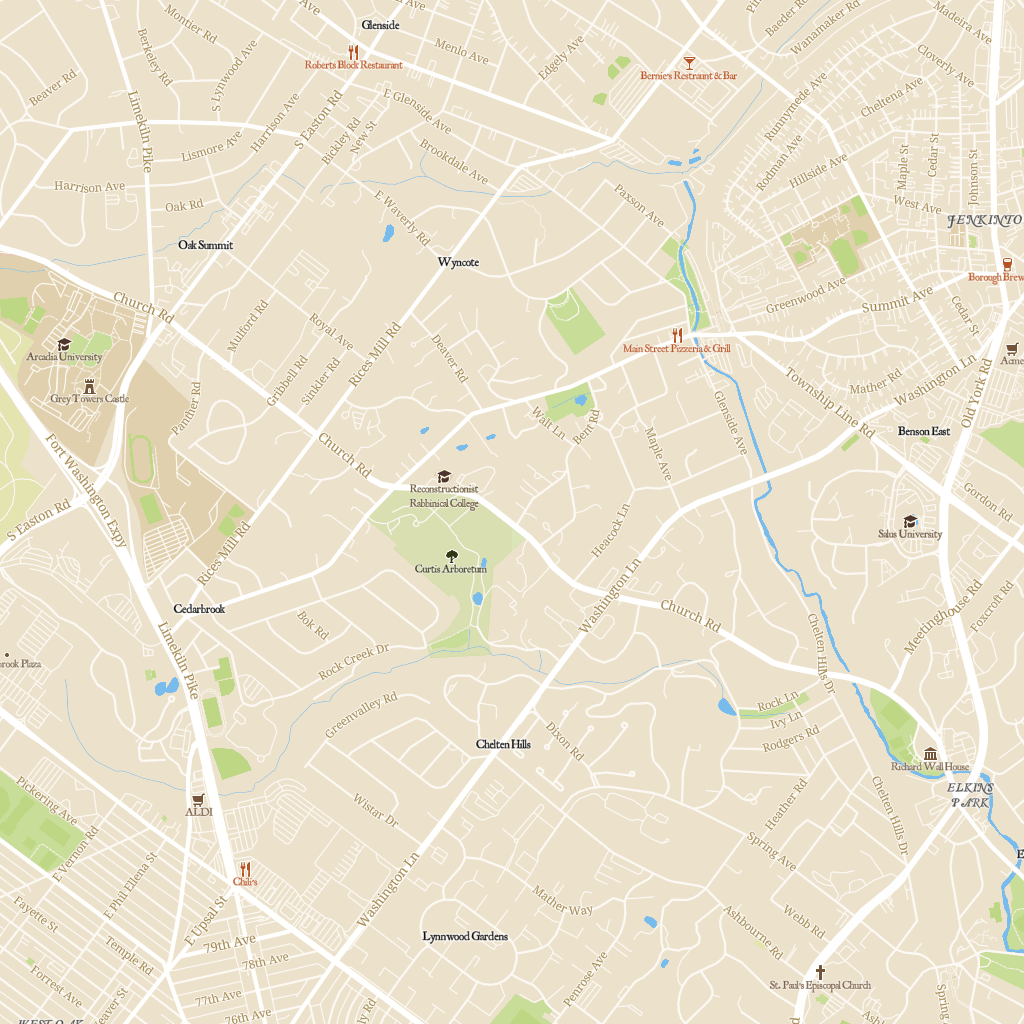 Glenside
Montier Rd
Menlo Ave
Edgely Ave
Baeder Rd
Wanamaker Ave
Madeira Ave
Cloverly Ave
Berkeley Rd
S Lynwood Ave
Roberts Block Restaurant
Bernie's Restraunt & Bar
Beaver Rd
Limekiln Pike
Harrison Ave
S Easton Rd
E Glenside Ave
Runnymede Ave
Cheltena Ave
Bickley Rd
New St
Lismore Ave
Brookdale Ave
Rodman Ave
Hillside Ave
Maple St
Cedar St
Johnson St
Harrison Ave
Oak Rd
E Waverly Rd
Paxson Ave
West Ave
JENKINTO
Oak Summit
Wyncote
Borough Brew
Church Rd
Mulford Rd
Royal Ave
Greenwood Ave
Summit Ave
Cedar St
Arcadia University
Grey Towers Castle
Rices Mill Rd
Deaver Rd
Main Street Pizzeria & Grill
Acme
Gribbell Rd
Sinkler Rd
Panther Rd
Mather Rd
Washington Ln
Old York Rd
Township Line Rd
Glenside Ave
Walt Ln
Bent Rd
Maple Ave
Benson East
Fort Washington Expy
Church Rd
Reconstructionist
Rabbinical College
Gordon Rd
S Easton Rd
Rices Mill Rd
Heacock Ln
Salus University
Curtis Arboretum
Cedarbrook
Washington Ln
Church Rd
Meetinghouse Rd
Foxcroft Rd
Bok Rd
Chelten Hills Dr
Limekiln Pike
Rock Creek Dr
brook Plaza
Greenvalley Rd
Rock Ln
Ivy Ln
Rodgers Rd
Chelten Hills
Dixon Rd
Richard Wall House
ELKINS
PARK
Pickering Ave
ALDI
Wistar Dr
Heather Rd
Chelten Hills Dr
E Vernon Rd
Spring Ave
E Phil Ellena St
Chili's
Washington Ln
Fayette St
E Upsal St
Mather Way
Ashbourne Rd
Webb Rd
Temple Rd
79th Ave
Lynnwood Gardens
78th Ave
Forrest Ave
Penrose Ave
St. Paul's Episcopal Church
77th Ave
76th Ave
Spring